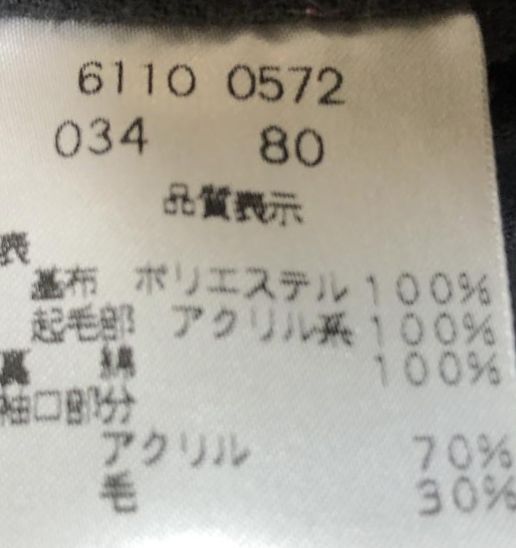 6110 0572
034 80
品質表示
表
基布 ポリエステル 100%
起毛部 アクリル系 100%
裏 綿 100%
袖口部分
アクリル 70%
毛 30%